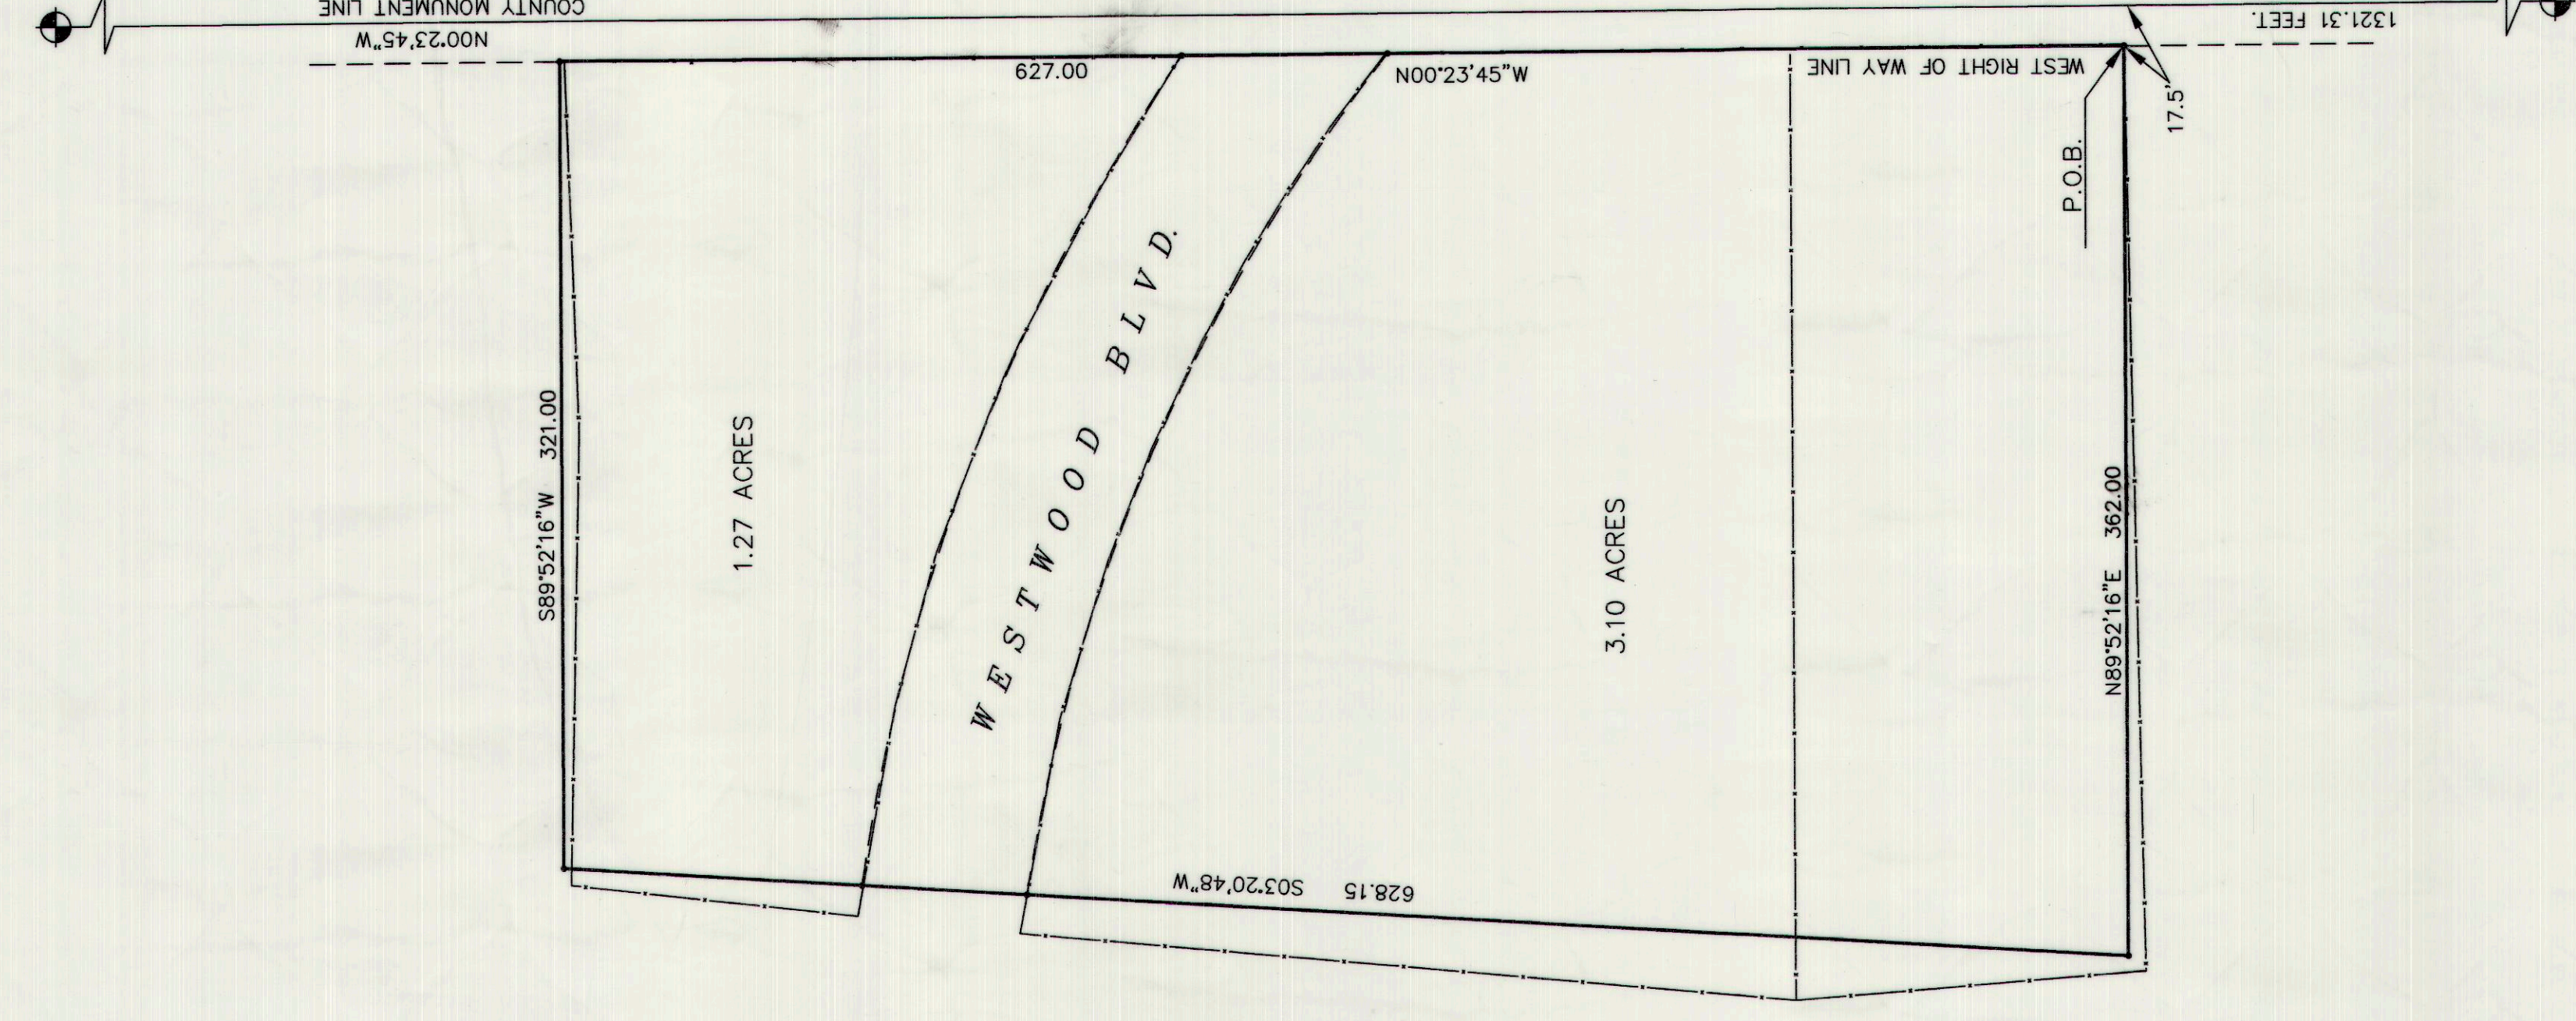 COUNTY MONUMENT LINE
1321.31 FEET.
N00°23'45"W
627.00
N00°23'45"W
WEST RIGHT OF WAY LINE
17.5'
P.O.B.
WESTWOOD BLVD.
S89°52'16"W 321.00
1.27 ACRES
3.10 ACRES
N89°52'16"E 362.00
S03°20'48"W 628.15